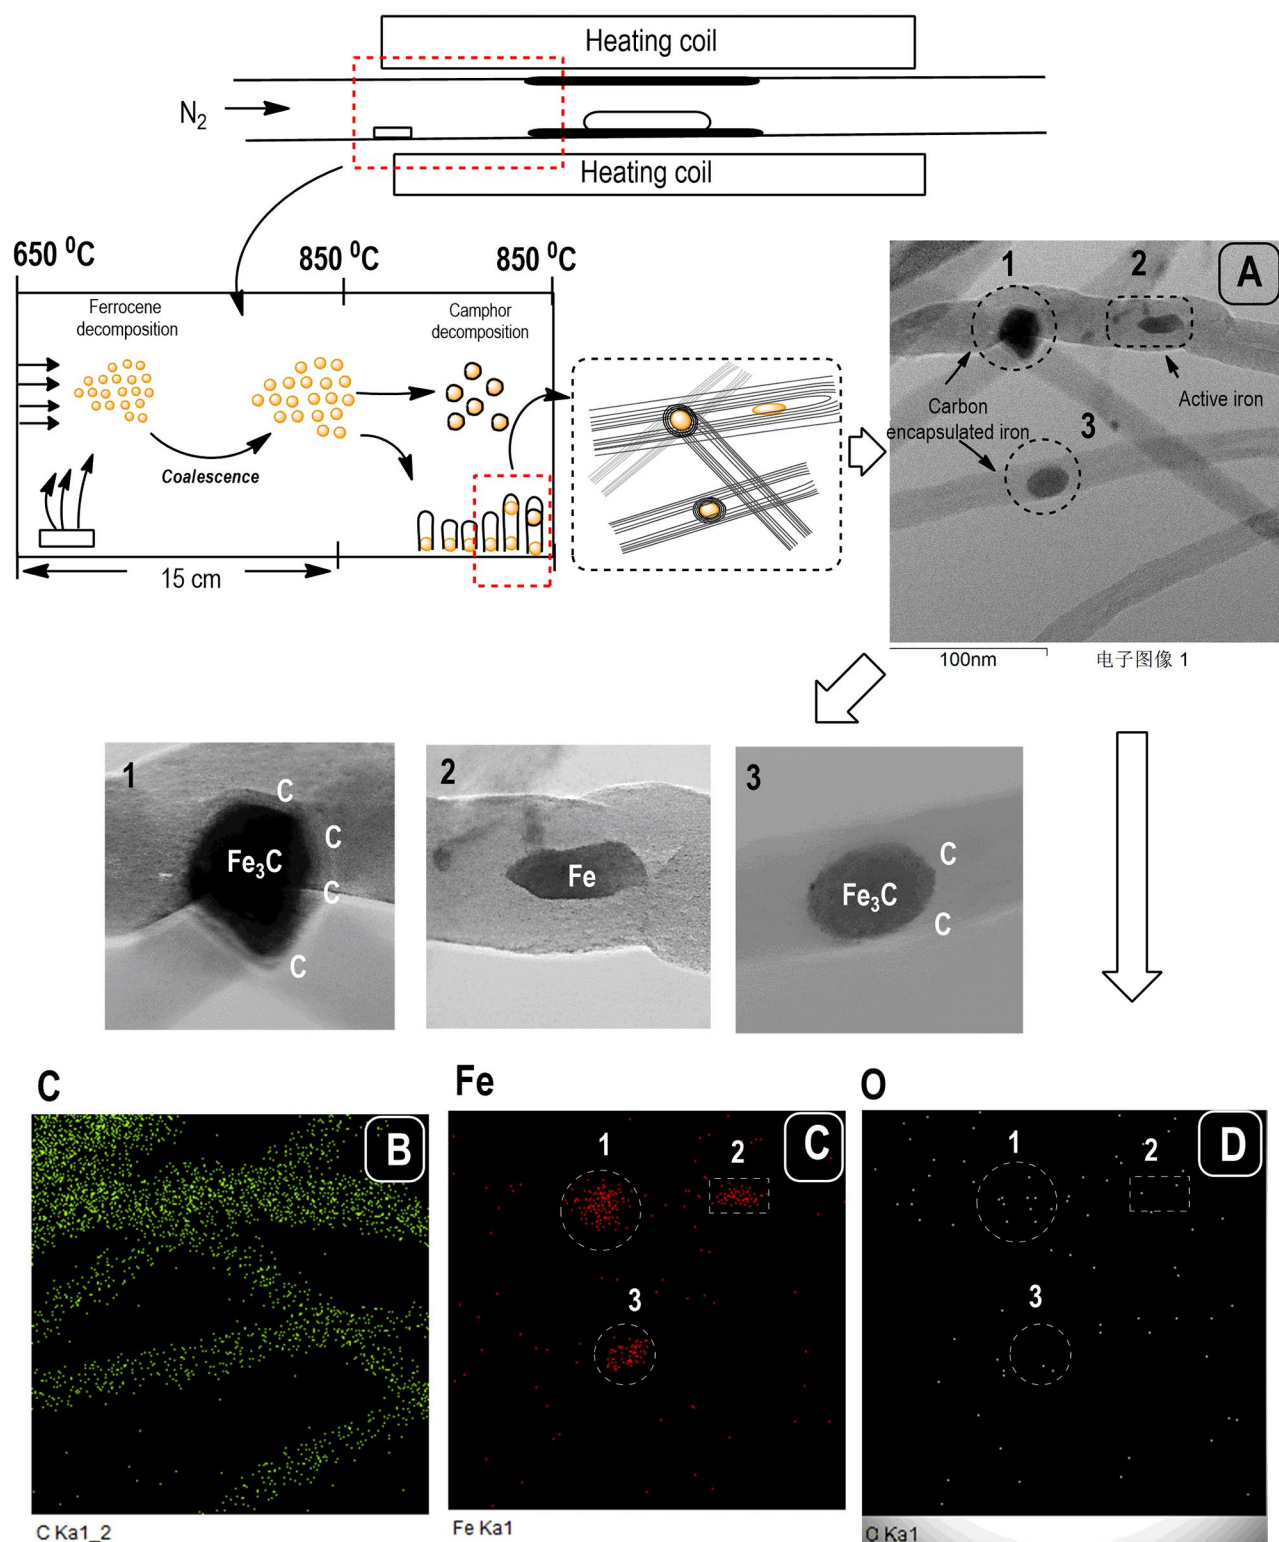 Heating coil
N2
Heating coil
650 ⁰C
850 ⁰C
850 ⁰C
Ferrocene
decomposition
Camphor
decomposition
Coalescence
15 cm
1
2
A
Active iron
Carbon
encapsulated iron
3
100nm
电子图像 1
1
C
C
Fe3C
C
C
2
Fe
3
C
Fe3C
C
C
B
C Ka1_2
Fe
C
1
2
3
Fe Ka1
O
D
1
2
3
O Ka1